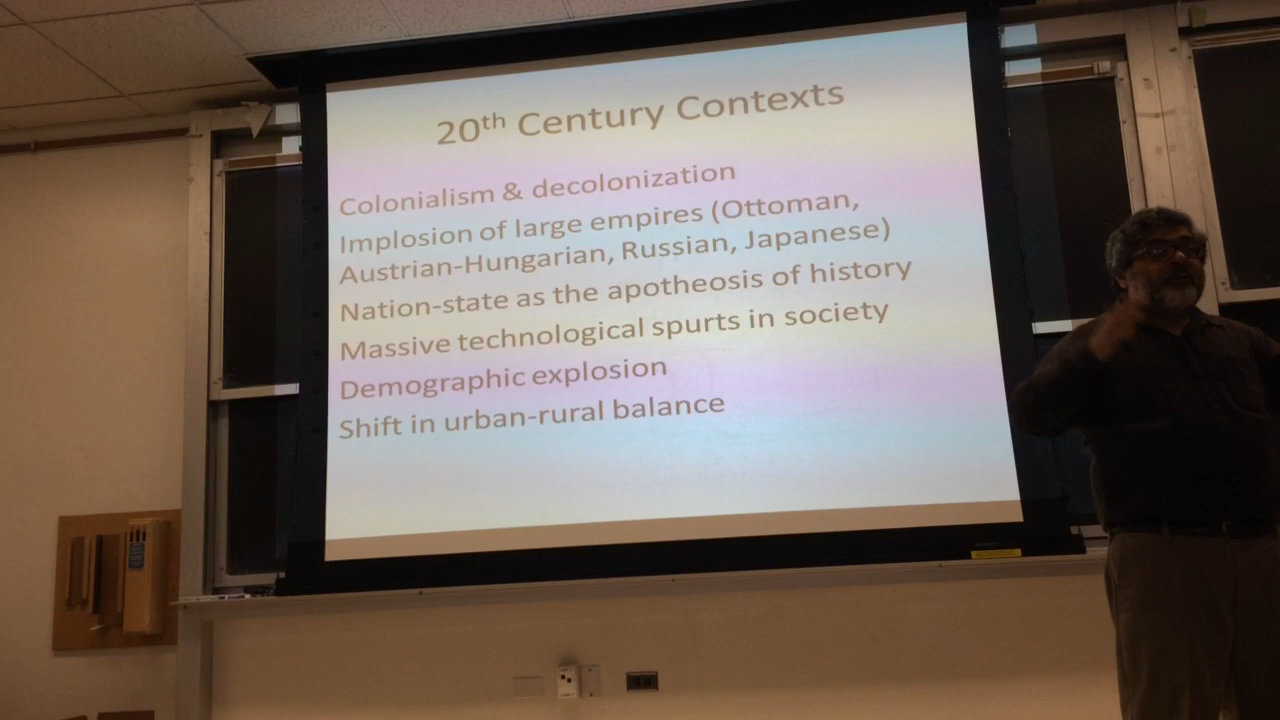 20th Century Contexts
Colonialism & decolonization
Implosion of large empires (Ottoman,
Austrian-Hungarian, Russian, Japanese)
Nation-state as the apotheosis of history
Massive technological spurts in society
Demographic explosion
Shift in urban-rural balance